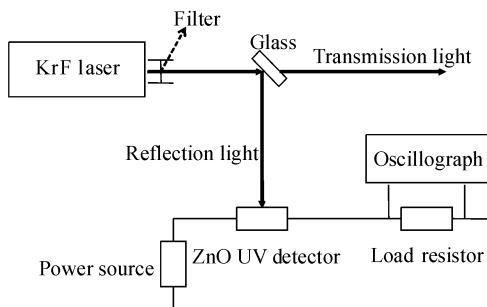 Filter
Glass
KrF laser
Transmission light
Reflection light
Oscillograph
ZnO UV detector
Load resistor
Power source